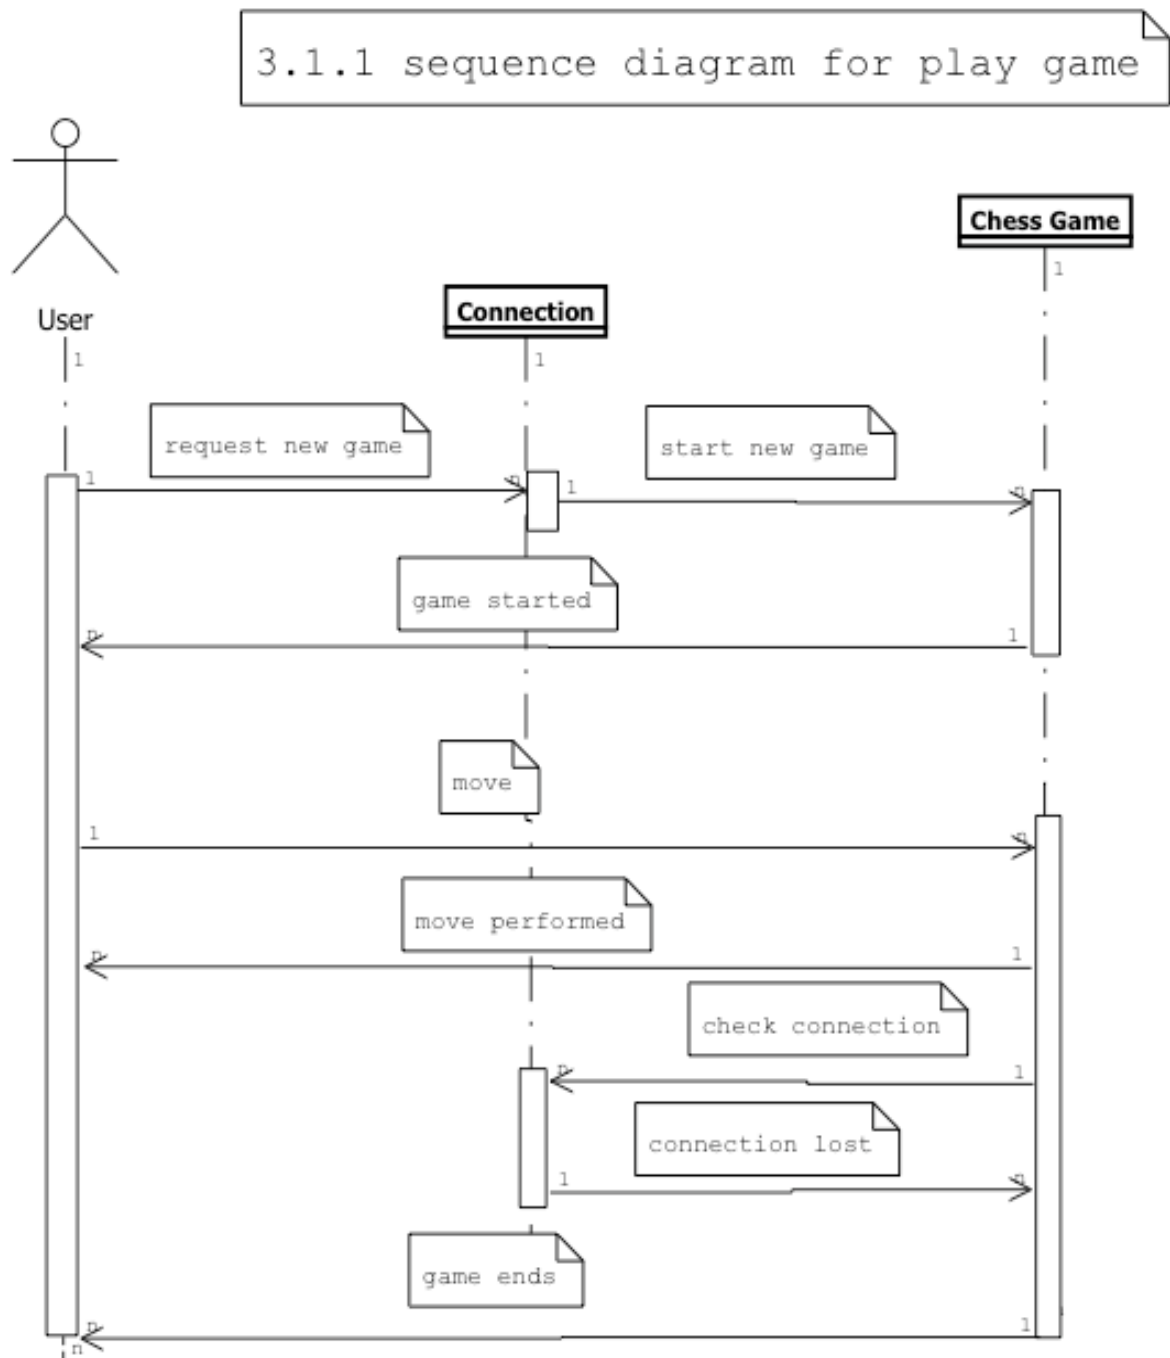 3.1.1 sequence diagram for play game
Chess Game
1
User
Connection
1
1
request new game
start new game
1
n
1
n
game started
n
1
move
1
n
move performed
n
1
check connection
n
1
connection lost
1
n
game ends
n
1
n